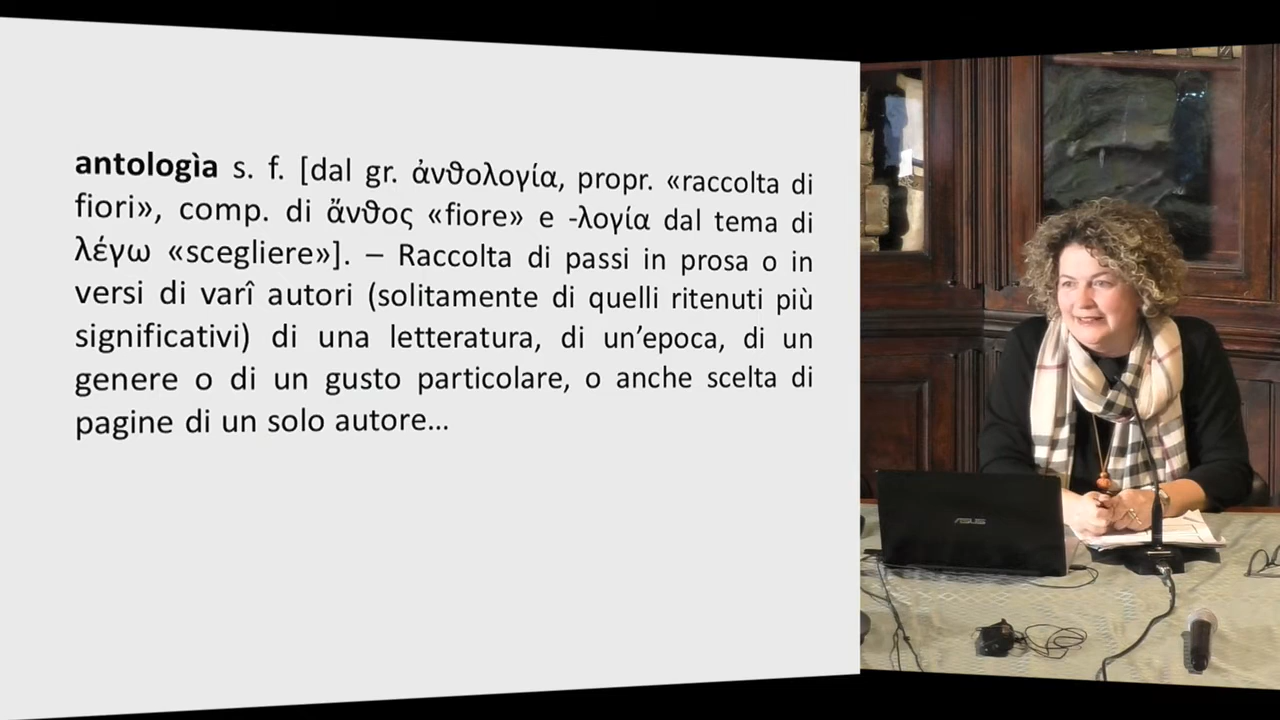 antologìa s. f. [dal gr. ἀνϑολογία, propr. «raccolta di
fiori», comp. di ἄνϑος «fiore» e -λογία dal tema di
λέγω «scegliere»]. – Raccolta di passi in prosa o in
versi di varî autori (solitamente di quelli ritenuti più
significativi) di una letteratura, di un’epoca, di un
genere o di un gusto particolare, o anche scelta di
pagine di un solo autore…
ASUS